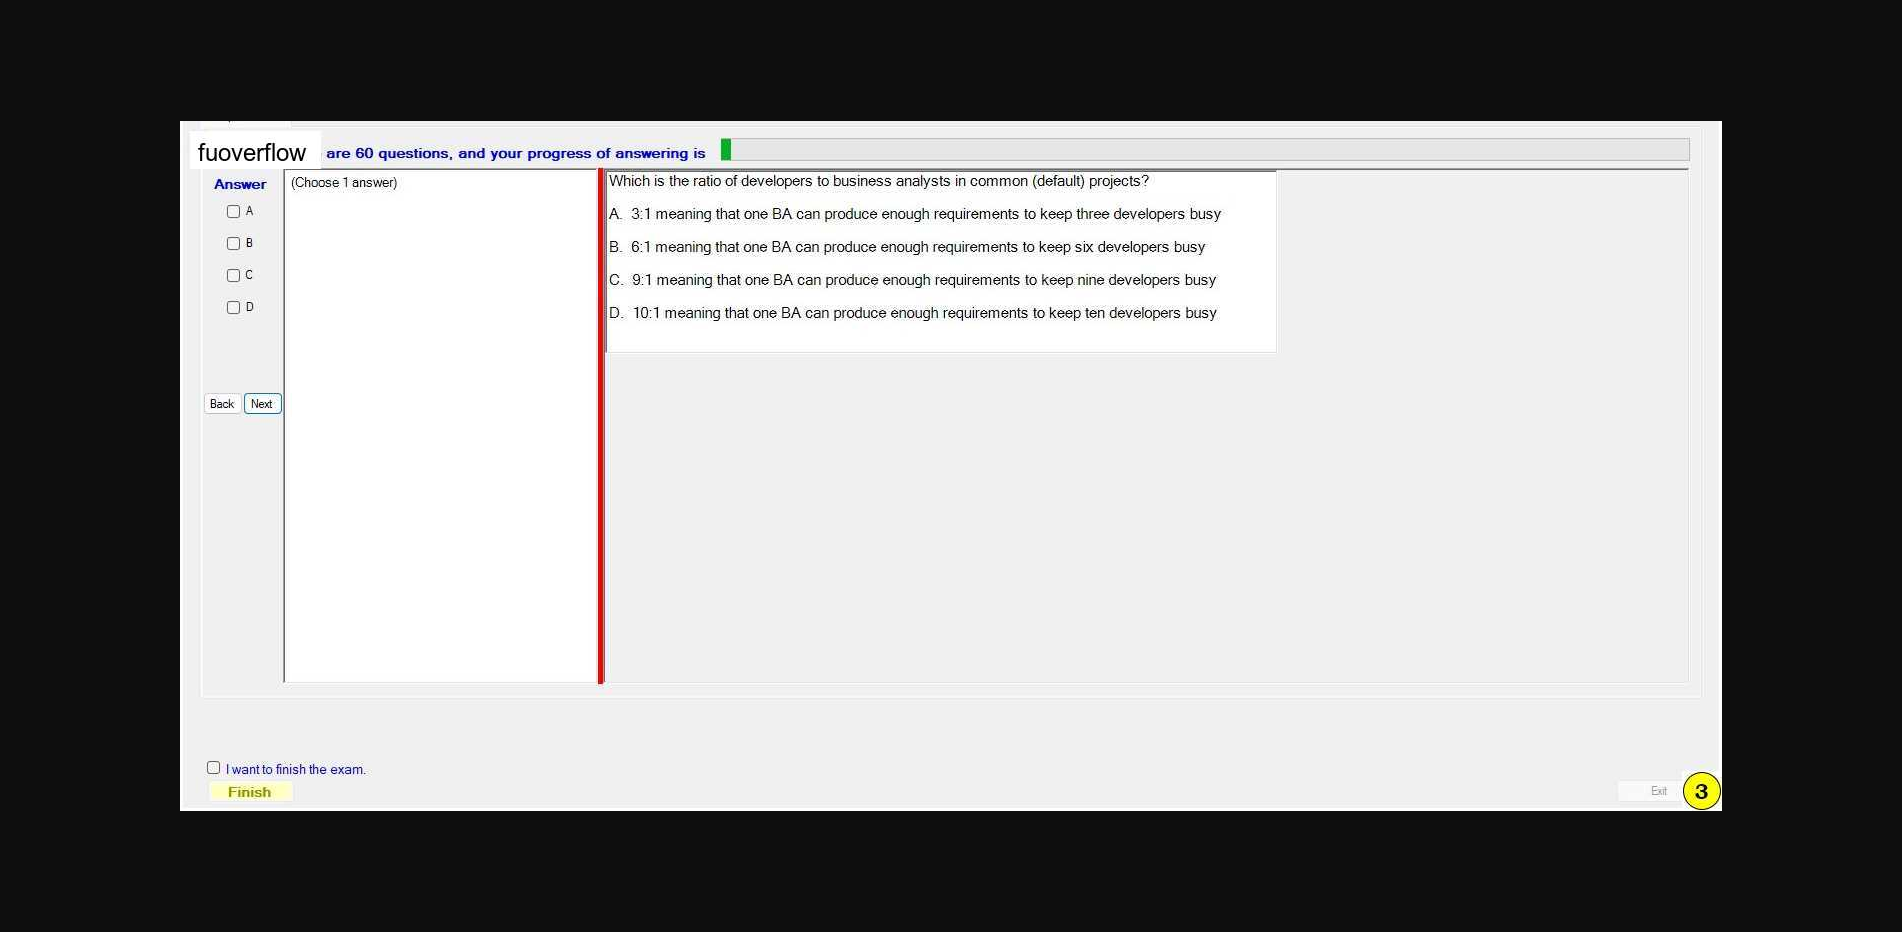 fuoverflow are 60 questions, and your progress of answering is
Answer
(Choose 1 answer)
A
B
C
D
Back Next
Which is the ratio of developers to business analysts in common (default) projects?
A. 3:1 meaning that one BA can produce enough requirements to keep three developers busy
B. 6:1 meaning that one BA can produce enough requirements to keep six developers busy
C. 9:1 meaning that one BA can produce enough requirements to keep nine developers busy
D. 10:1 meaning that one BA can produce enough requirements to keep ten developers busy
I want to finish the exam.
Finish
Exit
3